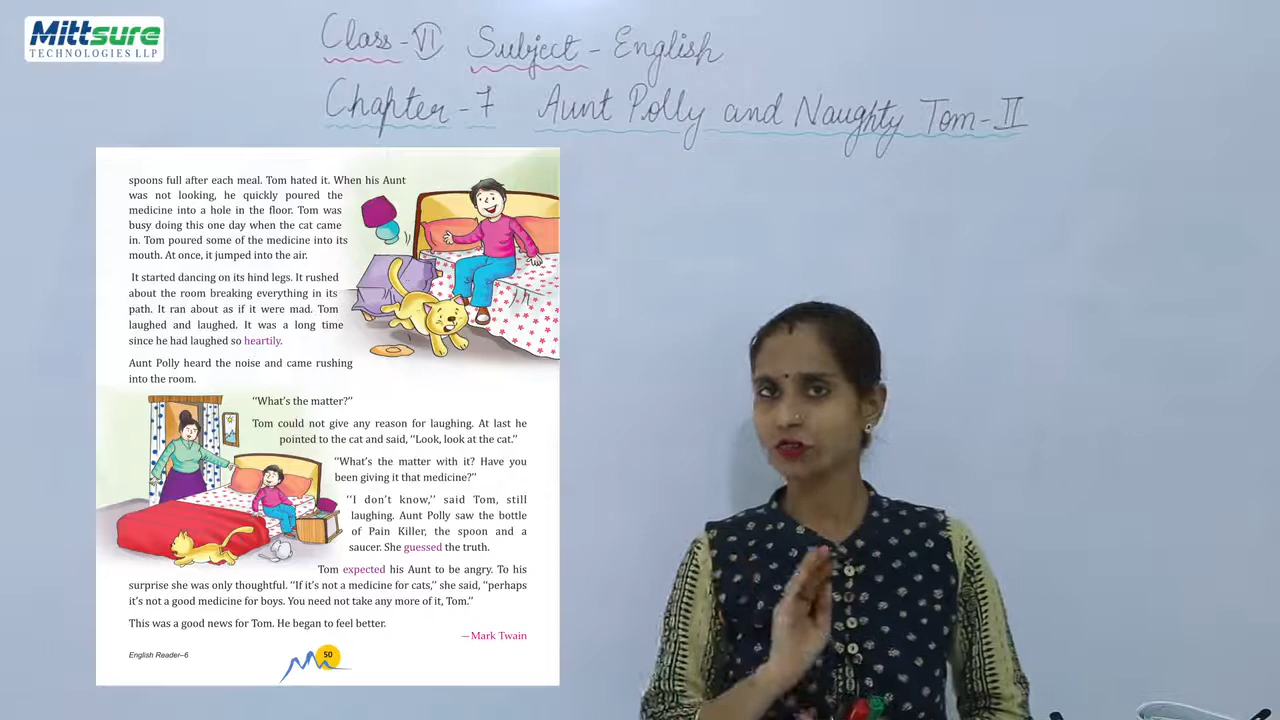 Mittsure
TECHNOLOGIES LLP
Class - VI Subject - English
Chapter - 7 Aunt Polly and Naughty Tom - II
spoons full after each meal. Tom hated it. When his Aunt
was not looking, he quickly poured the
medicine into a hole in the floor. Tom was
busy doing this one day when the cat came
in. Tom poured some of the medicine into its
mouth. At once, it jumped into the air.
It started dancing on its hind legs. It rushed
about the room breaking everything in its
path. It ran about as if it were mad. Tom
laughed and laughed. It was a long time
since he had laughed so heartily.
Aunt Polly heard the noise and came rushing
into the room.
“What’s the matter?”
Tom could not give any reason for laughing. At last he
pointed to the cat and said, “Look, look at the cat.”
“What’s the matter with it? Have you
been giving it that medicine?”
“I don’t know,” said Tom, still
laughing. Aunt Polly saw the bottle
of Pain Killer, the spoon and a
saucer. She guessed the truth.
Tom expected his Aunt to be angry. To his
surprise she was only thoughtful. “If it’s not a medicine for cats,” she said, “perhaps
it’s not a good medicine for boys. You need not take any more of it, Tom.”
This was a good news for Tom. He began to feel better.
—Mark Twain
English Reader–6
50